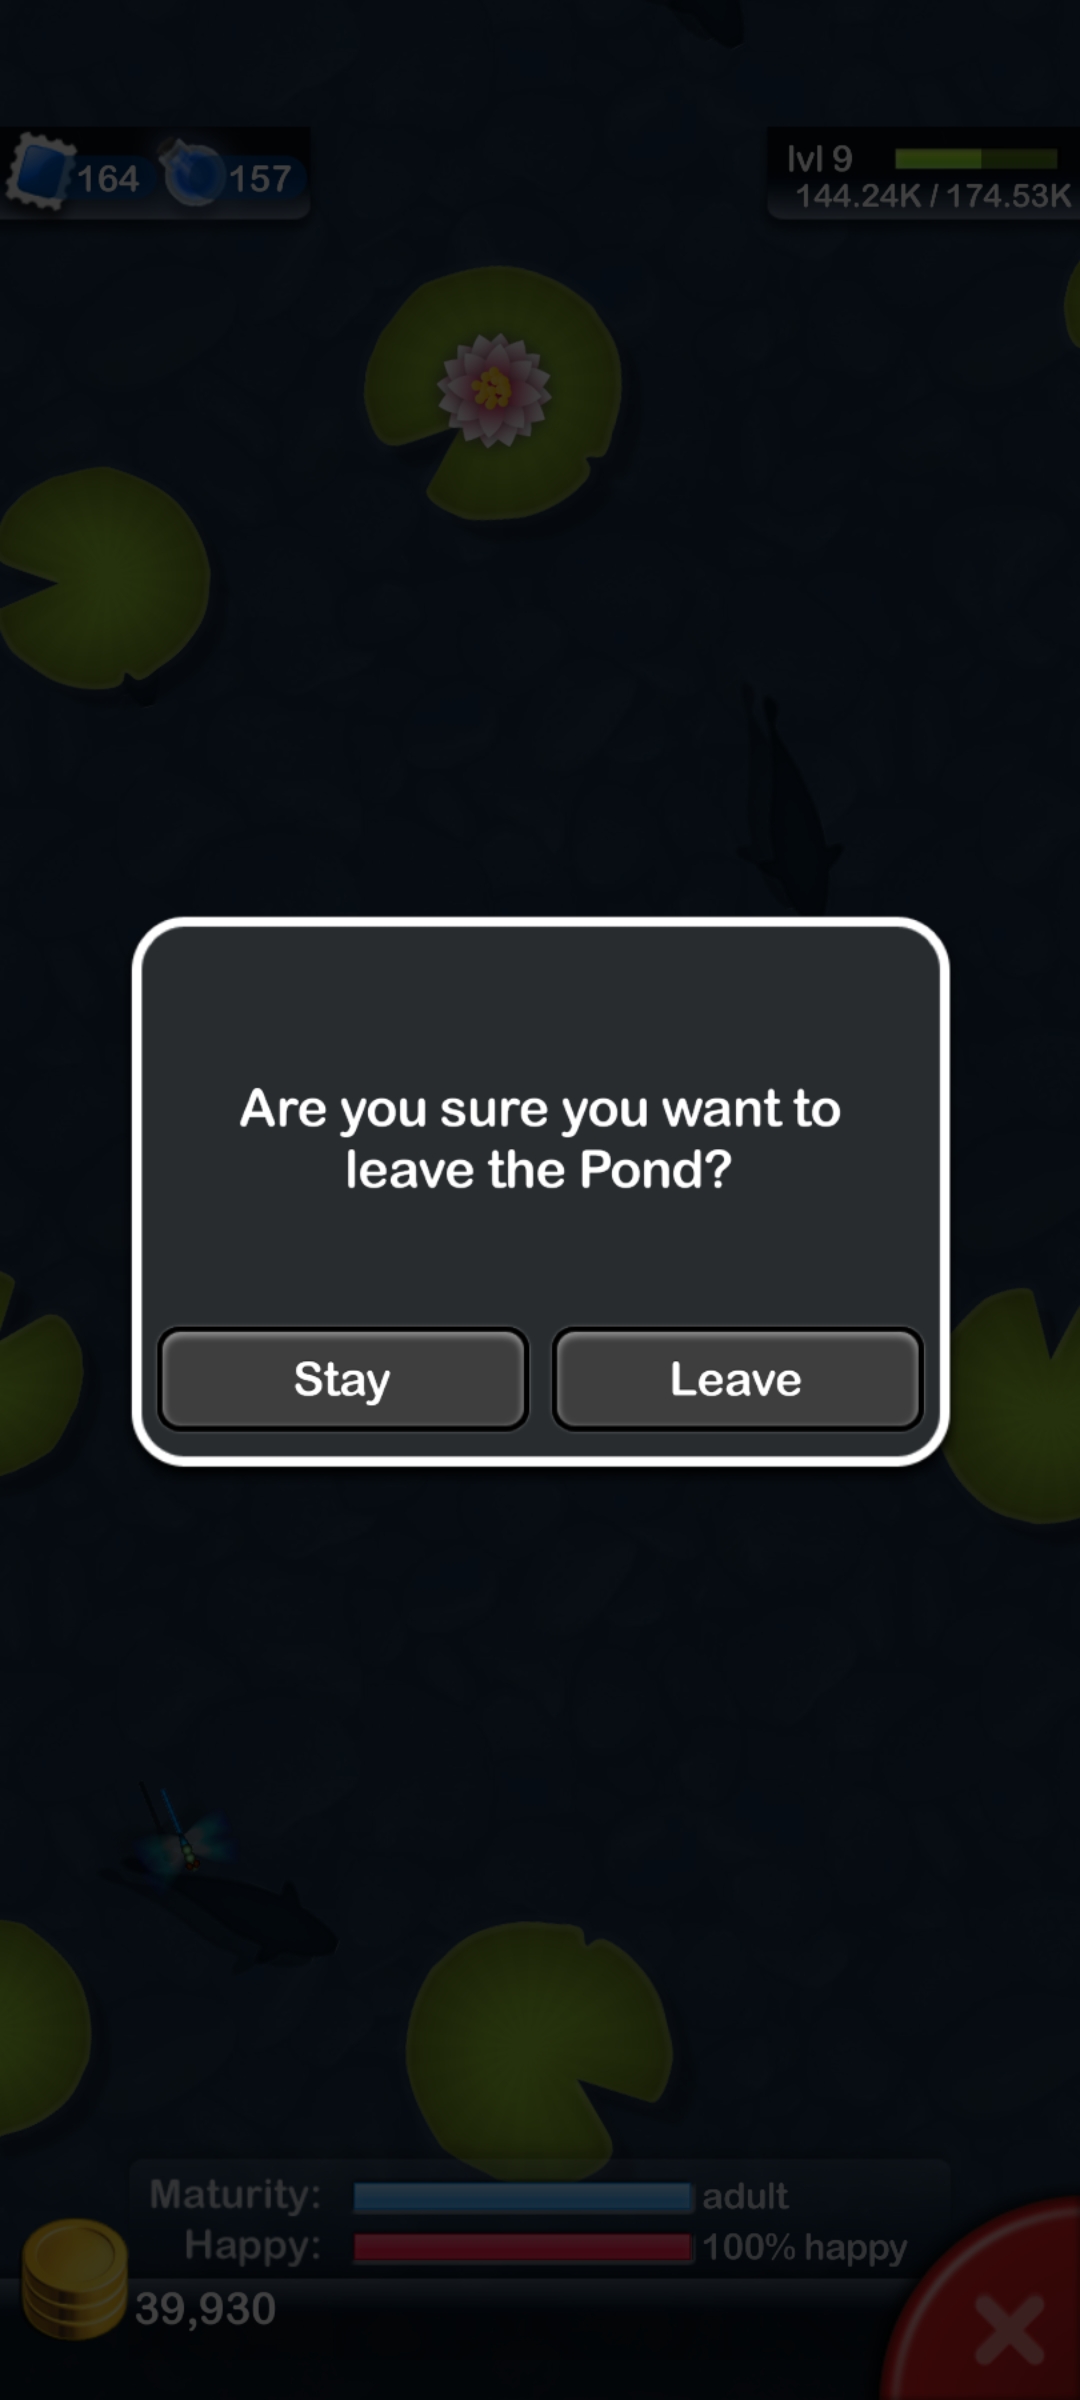 164 157
lvl 9
144.24K / 174.53K
Are you sure you want to
leave the Pond?
Stay Leave
Maturity: adult
Happy: 100% happy
39,930